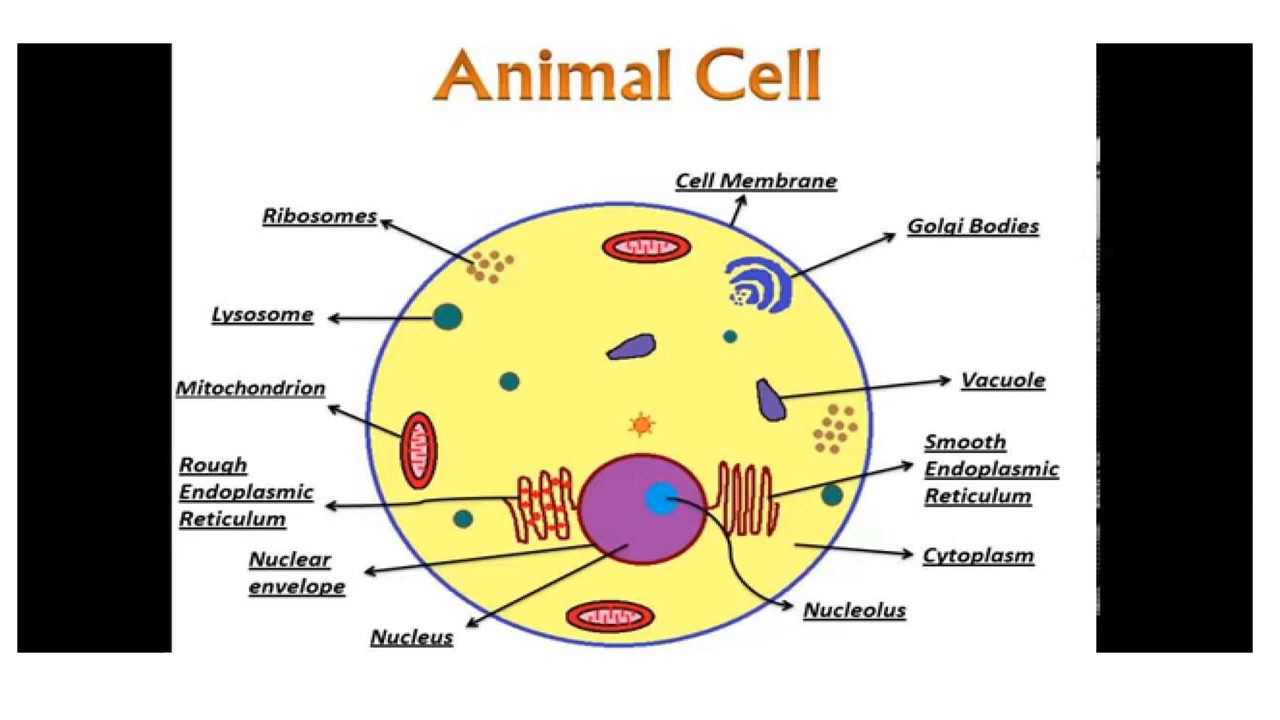 Animal Cell
Cell Membrane
Ribosomes
Golgi Bodies
Lysosome
Mitochondrion
Vacuole
Rough
Endoplasmic
Reticulum
Smooth
Endoplasmic
Reticulum
Nuclear
envelope
Cytoplasm
Nucleolus
Nucleus